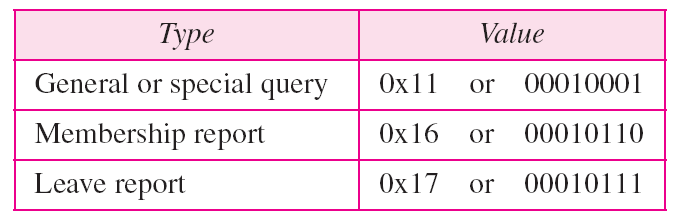 Type Value
General or special query 0x11 or 00010001
Membership report 0x16 or 00010110
Leave report 0x17 or 00010111